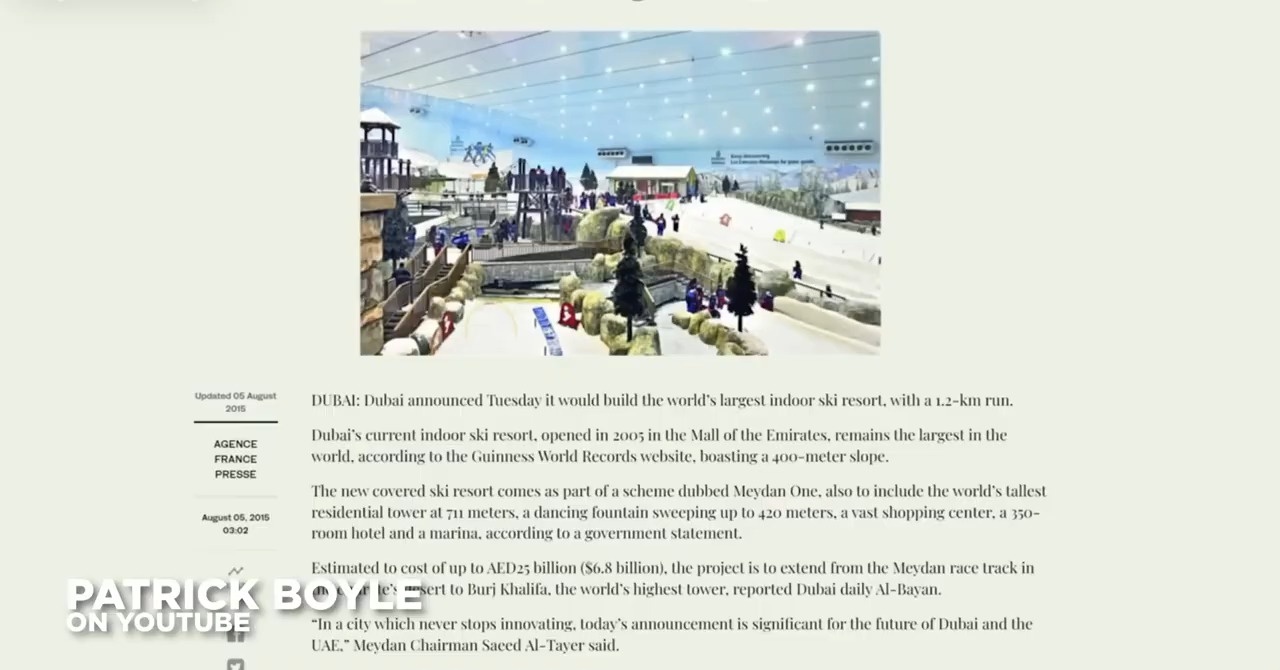 Updated 05 August
2015
AGENCE
FRANCE
PRESSE
August 05, 2015
03:02
DUBAI: Dubai announced Tuesday it would build the world’s largest indoor ski resort, with a 1.2-km run.
Dubai’s current indoor ski resort, opened in 2005 in the Mall of the Emirates, remains the largest in the
world, according to the Guinness World Records website, boasting a 400-meter slope.
The new covered ski resort comes as part of a scheme dubbed Meydan One, also to include the world’s tallest
residential tower at 711 meters, a dancing fountain sweeping up to 420 meters, a vast shopping center, a 350-
room hotel and a marina, according to a government statement.
Estimated to cost of up to AED25 billion ($6.8 billion), the project is to extend from the Meydan race track in
desert to Burj Khalifa, the world’s highest tower, reported Dubai daily Al-Bayan.
“In a city which never stops innovating, today’s announcement is significant for the future of Dubai and the
UAE,” Meydan Chairman Saeed Al-Tayer said.
PATRICK BOYLE
ON YOUTUBE